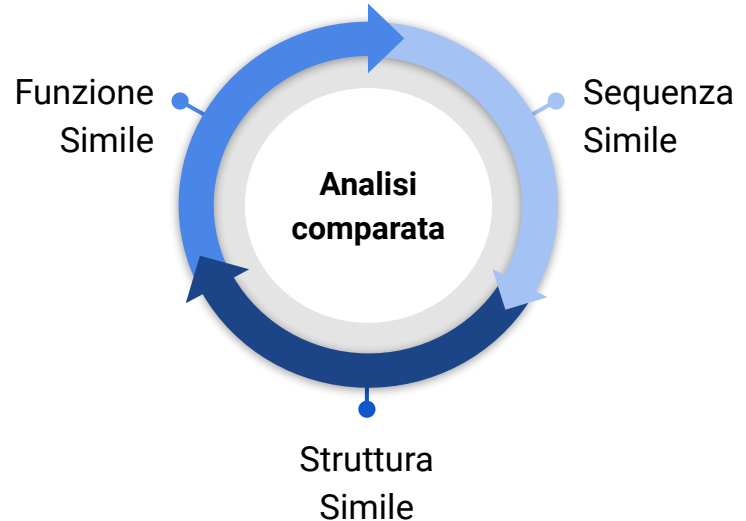 Funzione
Simile
Sequenza
Simile
Analisi
comparata
Struttura
Simile